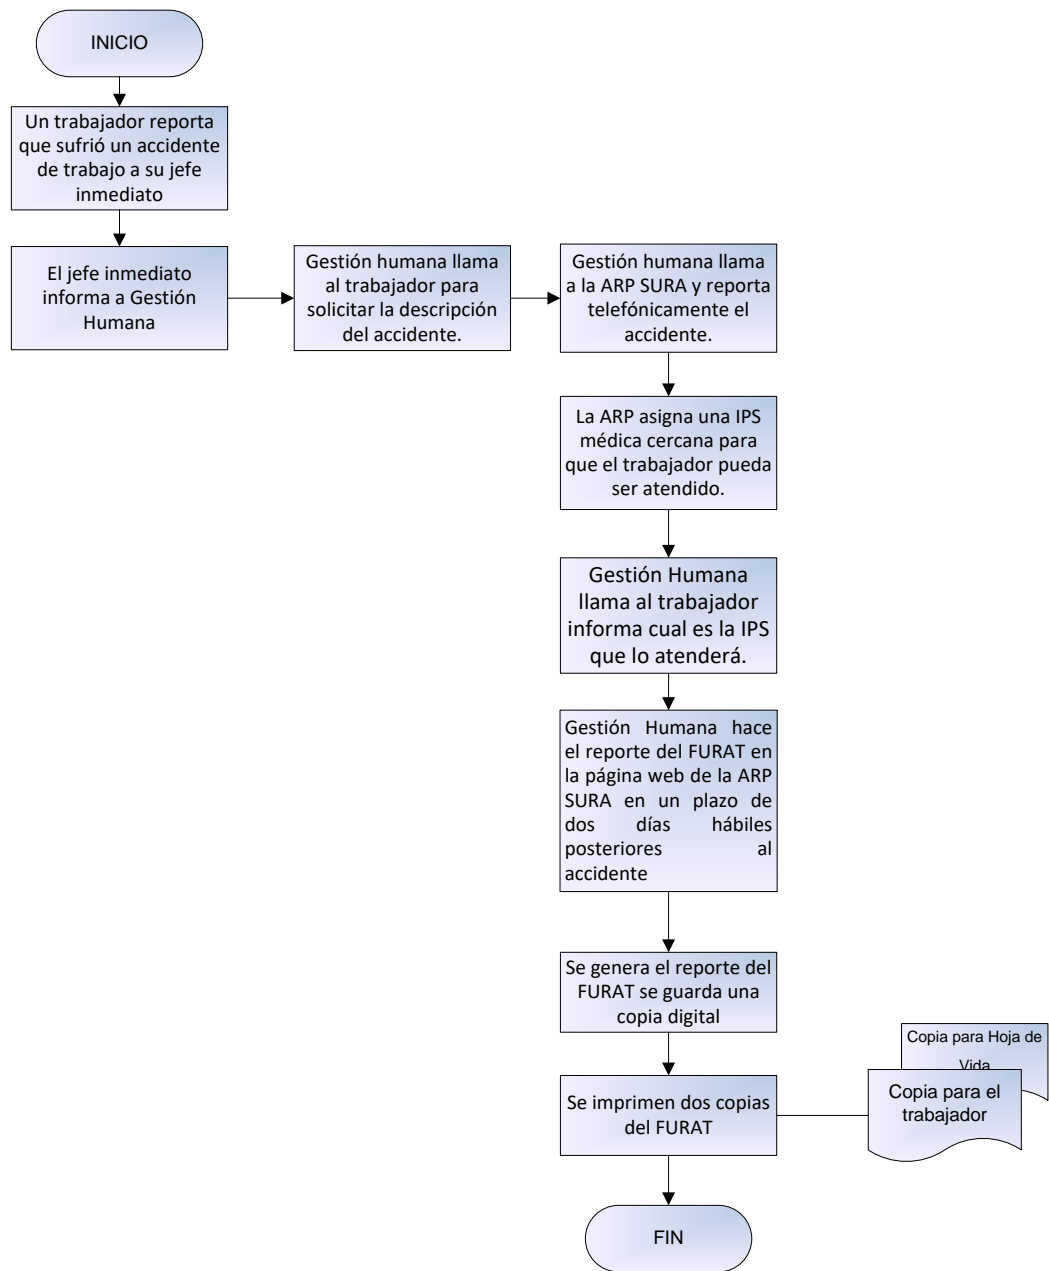 INICIO
Un trabajador reporta
que sufrió un accidente
de trabajo a su jefe
inmediato
El jefe inmediato
informa a Gestión
Humana
Gestión humana llama
al trabajador para
solicitar la descripción
del accidente.
Gestión humana llama
a la ARP SURA y reporta
telefónicamente el
accidente.
La ARP asigna una IPS
médica cercana para
que el trabajador pueda
ser atendido.
Gestión Humana
llama al trabajador
informa cual es la IPS
que lo atenderá.
Gestión Humana hace
el reporte del FURAT en
la página web de la ARP
SURA en un plazo de
dos días hábiles
posteriores al
accidente
Se genera el reporte del
FURAT se guarda una
copia digital
Se imprimen dos copias
del FURAT
Copia para Hoja de
Vida
Copia para el
trabajador
FIN